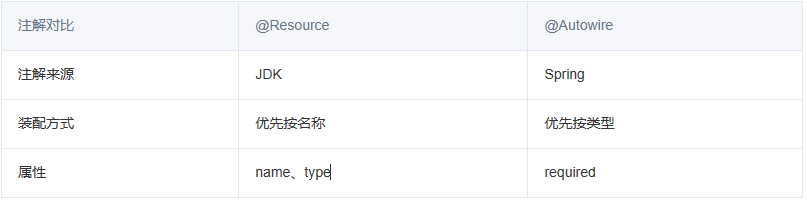 注解对比 @Resource @Autowire
注解来源 JDK Spring
装配方式 优先按名称 优先按类型
属性 name、type required